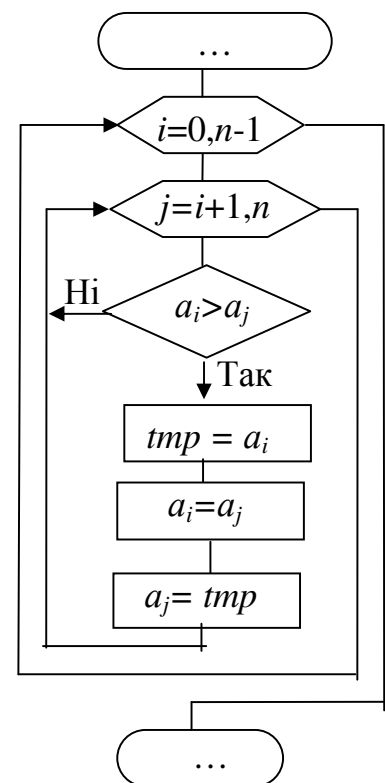 …
i=0,n-1
j=i+1,n
Ні
aᵢ>aⱼ
Так
tmp = aᵢ
aᵢ=aⱼ
aⱼ= tmp
…